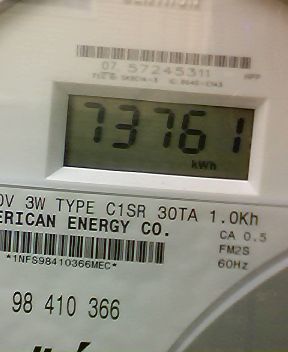 07 57245311
73761
kWh
0V 3W TYPE C1SR 30TA 1.0Kh
ERICAN ENERGY CO.
CA 0.5
FM2S
*1NFS98410366MEC*
60Hz
98 410 366